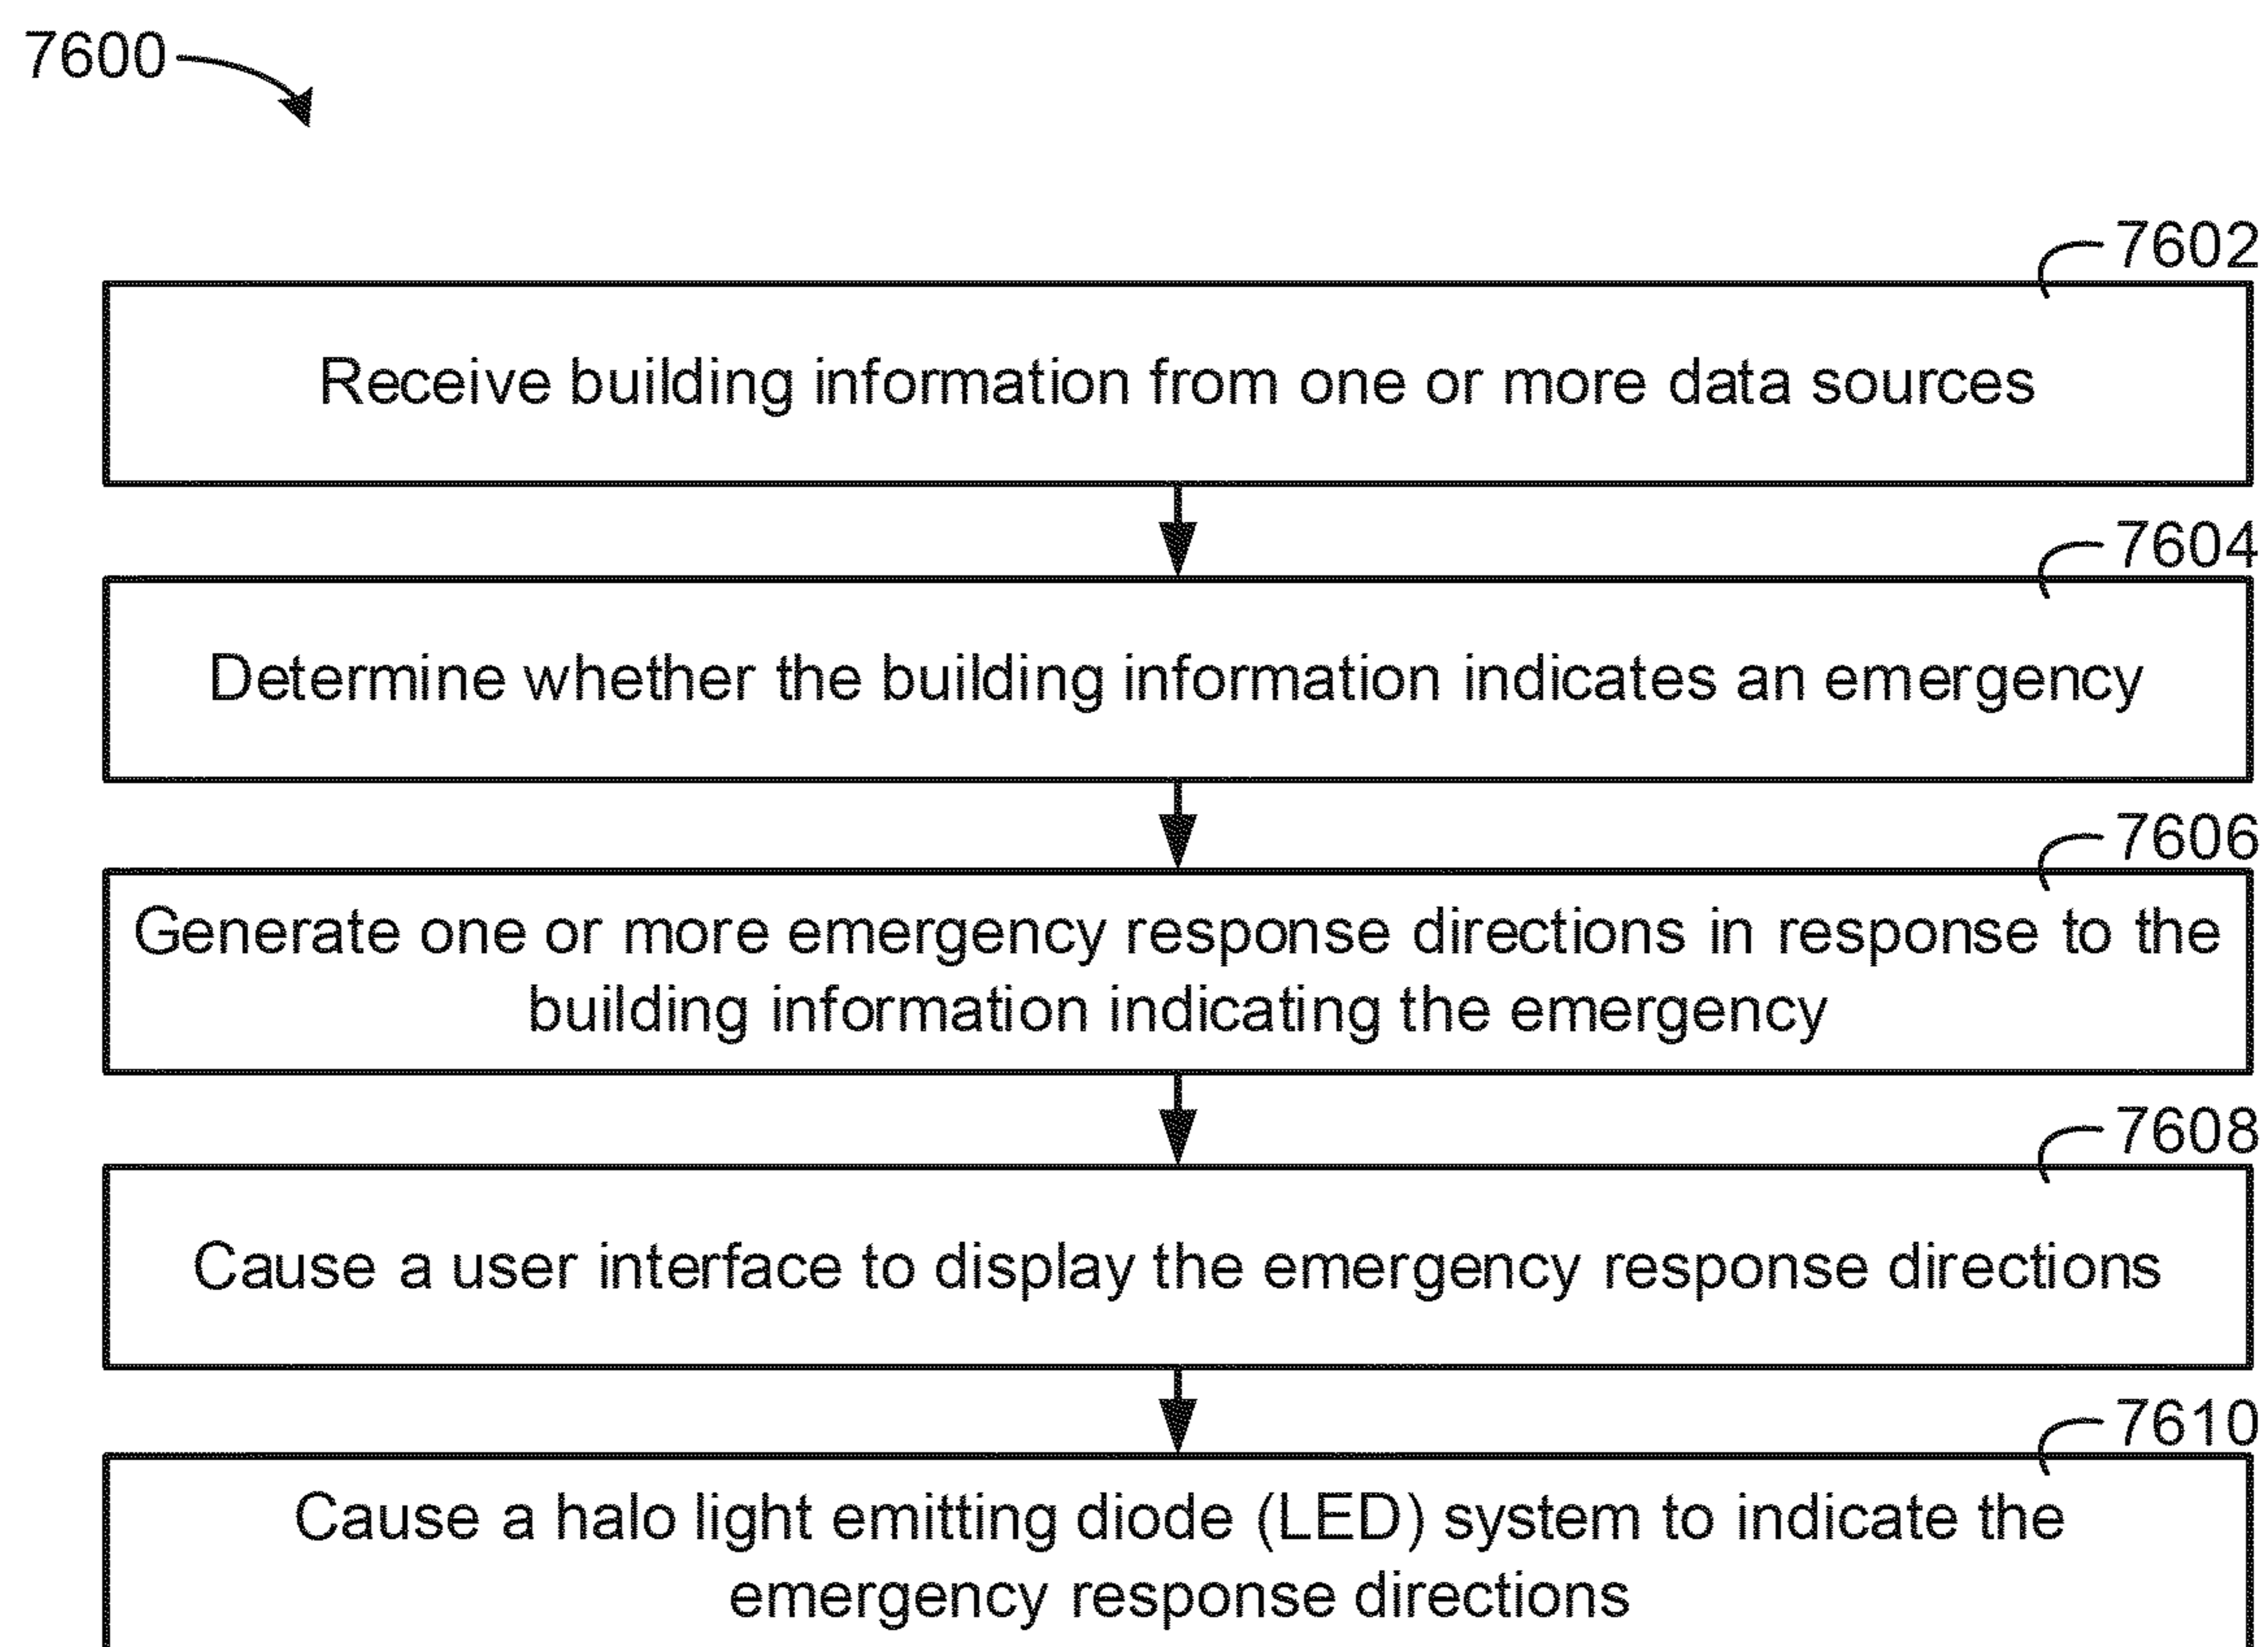 7600
7602
Receive building information from one or more data sources
7604
Determine whether the building information indicates an emergency
7606
Generate one or more emergency response directions in response to the
building information indicating the emergency
7608
Cause a user interface to display the emergency response directions
7610
Cause a halo light emitting diode (LED) system to indicate the
emergency response directions